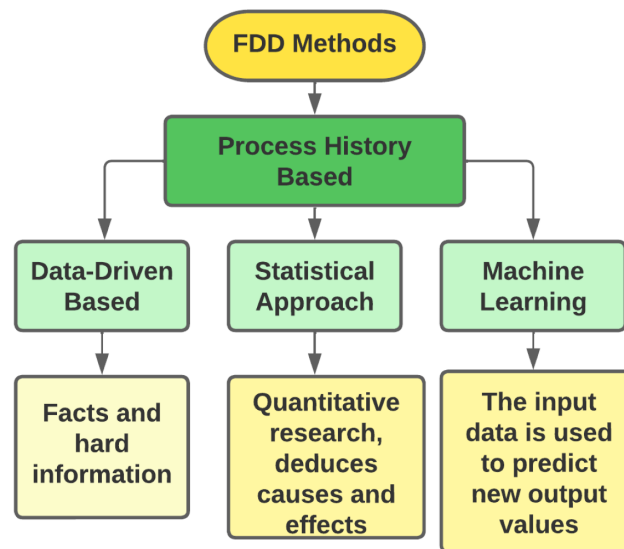 FDD Methods
Process History
Based
Data-Driven
Based
Statistical
Approach
Machine
Learning
Facts and
hard
information
Quantitative
research,
deduces
causes and
effects
The input
data is used
to predict
new output
values